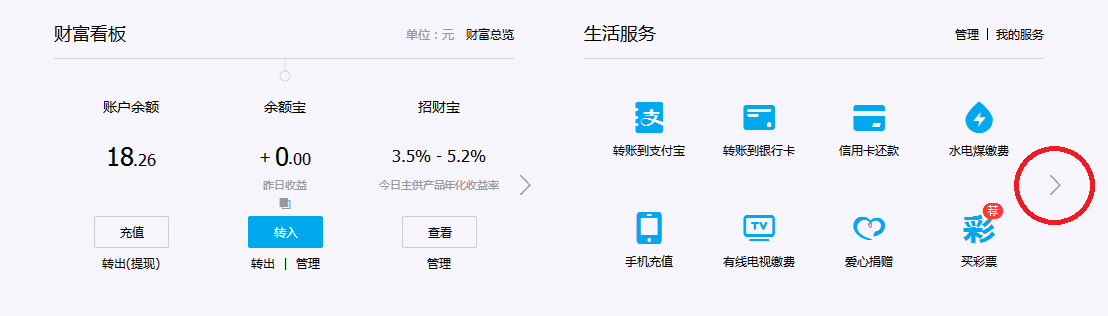 财富看板
单位：元 财富总览
账户余额
余额宝
招财宝
18.26
+ 0.00
3.5% - 5.2%
昨日收益
今日主供产品年化收益率
充值
转入
查看
转出(提现)
转出 | 管理
管理
生活服务
管理 | 我的服务
支
转账到支付宝
转账到银行卡
信用卡还款
水电煤缴费
TV
彩
荐
手机充值
有线电视缴费
爱心捐赠
买彩票